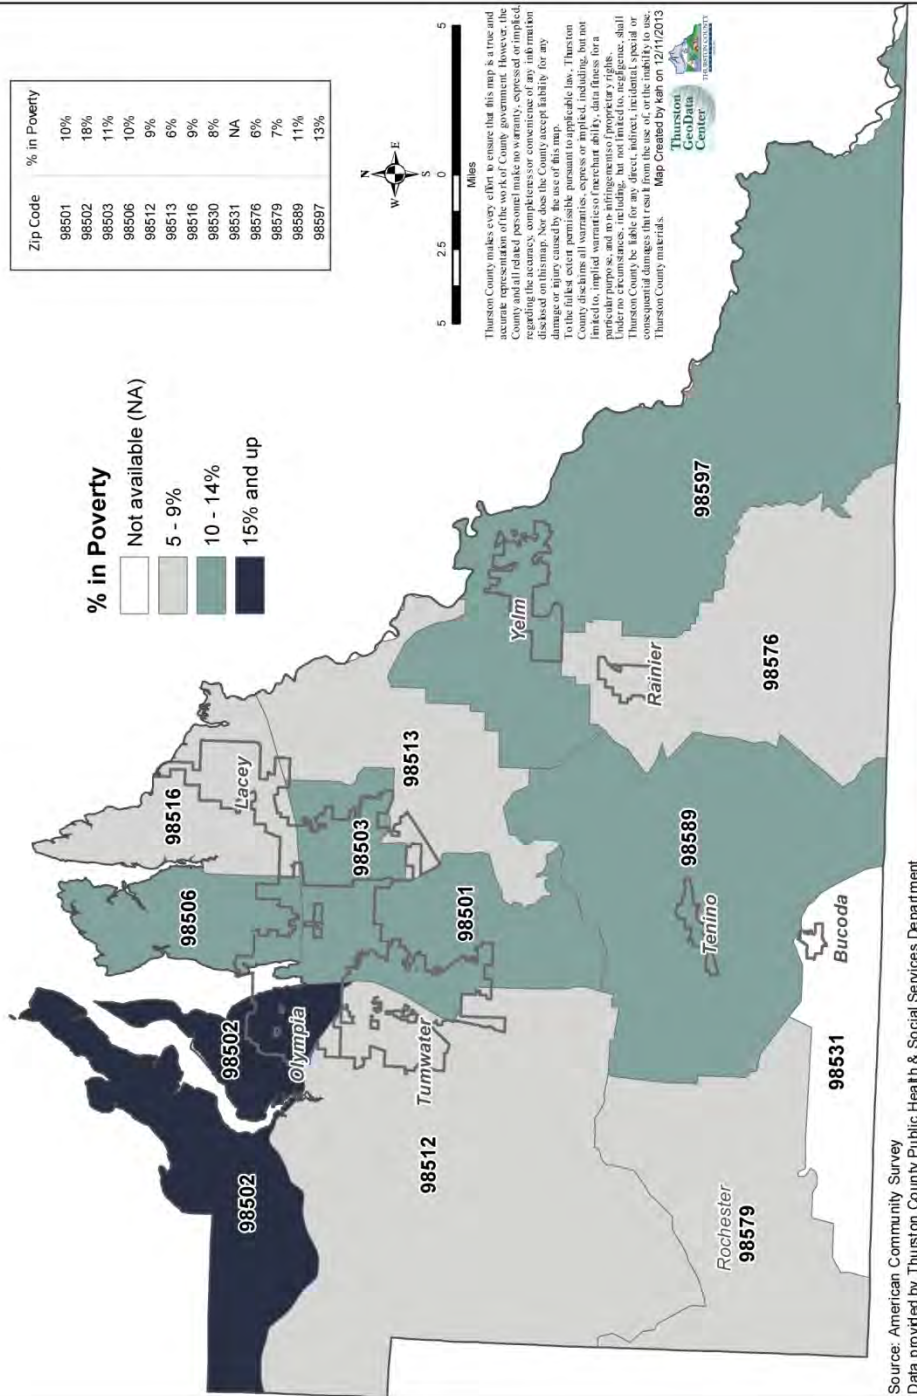 Zip Code % in Poverty
98501 10%
98502 18%
98503 11%
98506 10%
98512 9%
98513 6%
98516 9%
98530 8%
98531 NA
98576 6%
98579 7%
98589 11%
98597 13%
% in Poverty
Not available (NA)
5 - 9%
10 - 14%
15% and up
N
W E
S
5 2.5 0 5
Miles
Thurston County makes every effort to ensure that this map is a true and
accurate representation of the work of County government. However, the
County and all related personnel make no warranty, expressed or implied,
regarding the accuracy, completeness or convenience of any information
disclosed on this map. Nor does the County accept liability for any
damage or injury caused by the use of this map.
To the fullest extent permissible pursuant to applicable law, Thurston
County disclaims all warranties, express or implied, including, but not
limited to, implied warranties of merchantability, data fitness for a
particular purpose, and non-infringements of proprietary rights.
Under no circumstances, including, but not limited to, negligence, shall
Thurston County be liable for any direct, indirect, incidental, special or
consequential damages that result from the use of, or the inability to use,
Thurston County materials.
Map Created by kah on 12/11/2013
Thurston
GeoData
Center
THURSTON COUNTY
98516
Lacey
98506
98503
98513
98502
98502
Olympia
98501
Tumwater
98512
Yelm
98597
Rainier
98576
98589
Tenino
Bucoda
98531
Rochester
98579
Source: American Community Survey
Data provided by Thurston County Public Health & Social Services Department